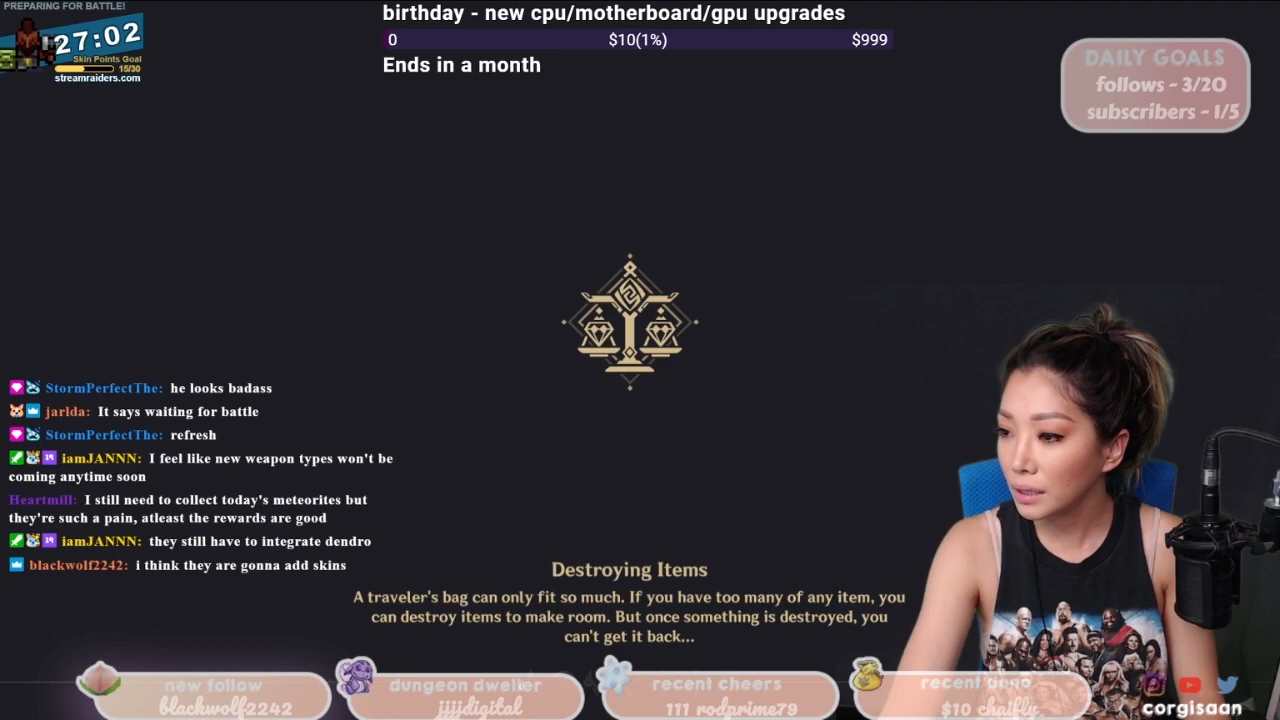 PREPARING FOR BATTLE!
27:02
Skin Points Goal
15/30
streamraiders.com
birthday - new cpu/motherboard/gpu upgrades
0 $10(1%) $999
Ends in a month
DAILY GOALS
follows - 3/20
subscribers - 1/5
StormPerfectThe: he looks badass
jarlda: It says waiting for battle
StormPerfectThe: refresh
iamJANNN: I feel like new weapon types won't be
coming anytime soon
Heartmill: I still need to collect today's meteorites but
they're such a pain, atleast the rewards are good
iamJANNN: they still have to integrate dendro
blackwolf2242: i think they are gonna add skins
Destroying Items
A traveler's bag can only fit so much. If you have too many of any item, you
can destroy items to make room. But once something is destroyed, you
can't get it back...
new follow
blackwolf2242
dungeon dweller
jjjjdigital
recent cheers
111 rodprime79
recent
$10 chaifly
corgisaan